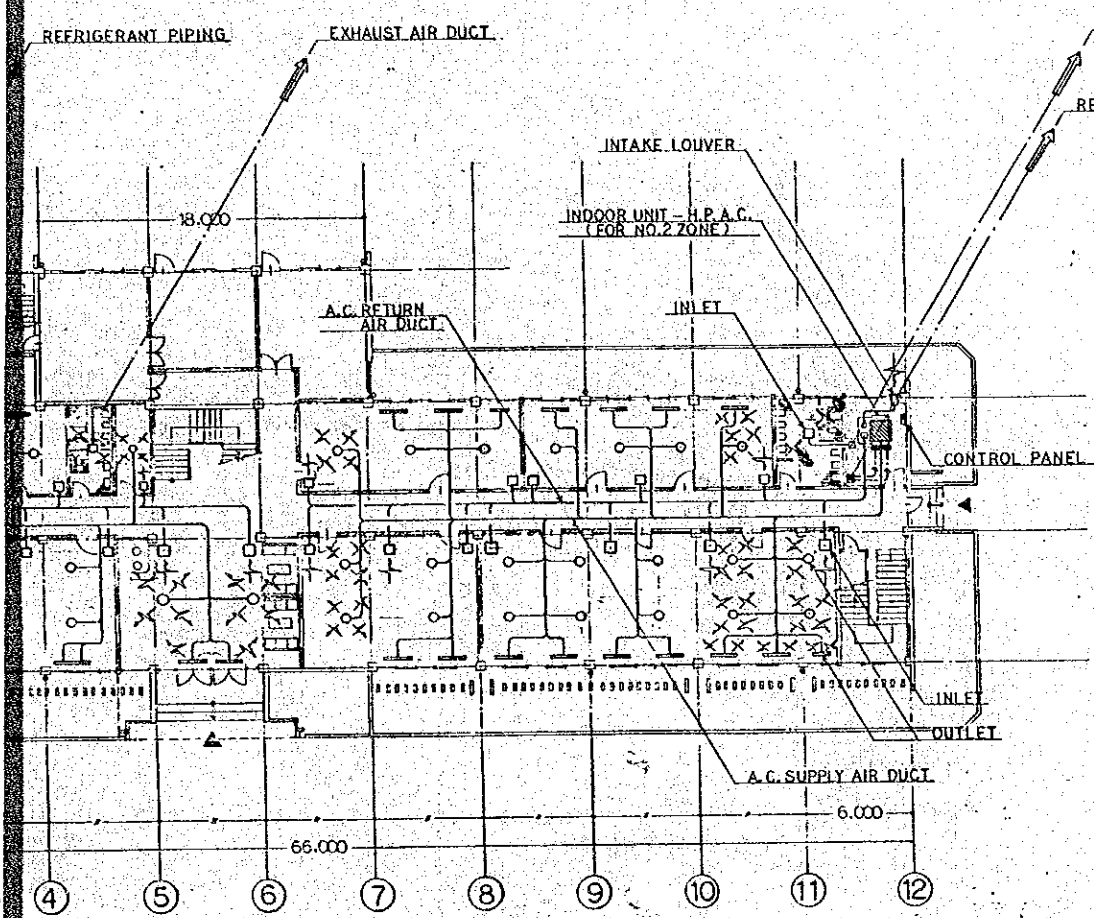 REFRIGERANT PIPING
EXHAUST AIR DUCT
RE
INTAKE LOUVER
18.000
INDOOR UNIT - H.P.A.C.
(FOR NO.2 ZONE)
A.C. RETURN
AIR DUCT
INLET
CONTROL PANEL
INLET
OUTLET
A.C. SUPPLY AIR DUCT
6.000
66.000
4
5
6
7
8
9
10
11
12